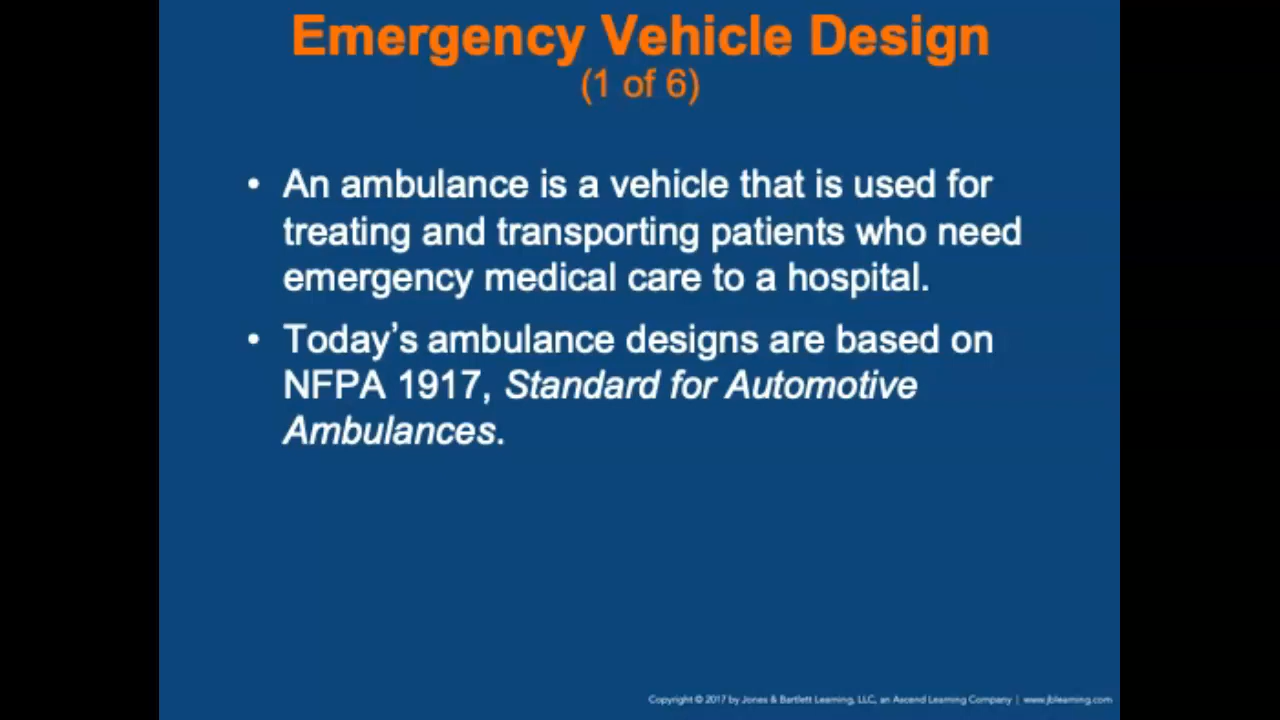 Emergency Vehicle Design
(1 of 6)
• An ambulance is a vehicle that is used for
treating and transporting patients who need
emergency medical care to a hospital.
• Today’s ambulance designs are based on
NFPA 1917, Standard for Automotive
Ambulances.
Copyright © 2017 by Jones & Bartlett Learning, LLC, an Ascend Learning Company | www.jblearning.com